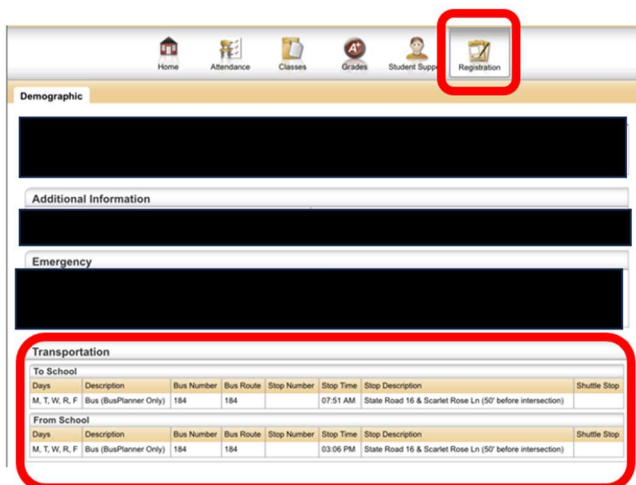 Home Attendance Classes Grades Student Suppo Registration
Demographic
Additional Information
Emergency
Transportation
To School
Days Description Bus Number Bus Route Stop Number Stop Time Stop Description Shuttle Stop
M, T, W, R, F Bus (BusPlanner Only) 184 184 07:51 AM State Road 16 & Scarlet Rose Ln (50' before intersection)
From School
Days Description Bus Number Bus Route Stop Number Stop Time Stop Description Shuttle Stop
M, T, W, R, F Bus (BusPlanner Only) 184 184 03:06 PM State Road 16 & Scarlet Rose Ln (50' before intersection)